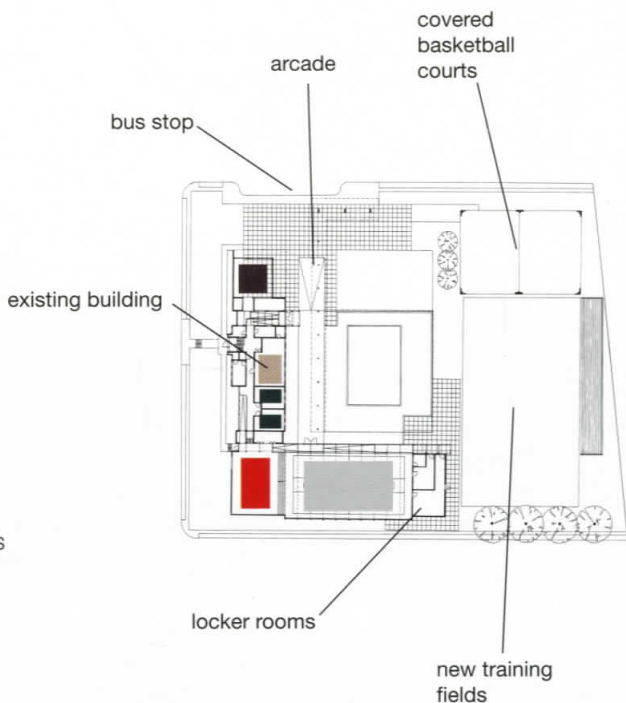 covered
basketball
courts
arcade
bus stop
existing building
s
locker rooms
new training
fields